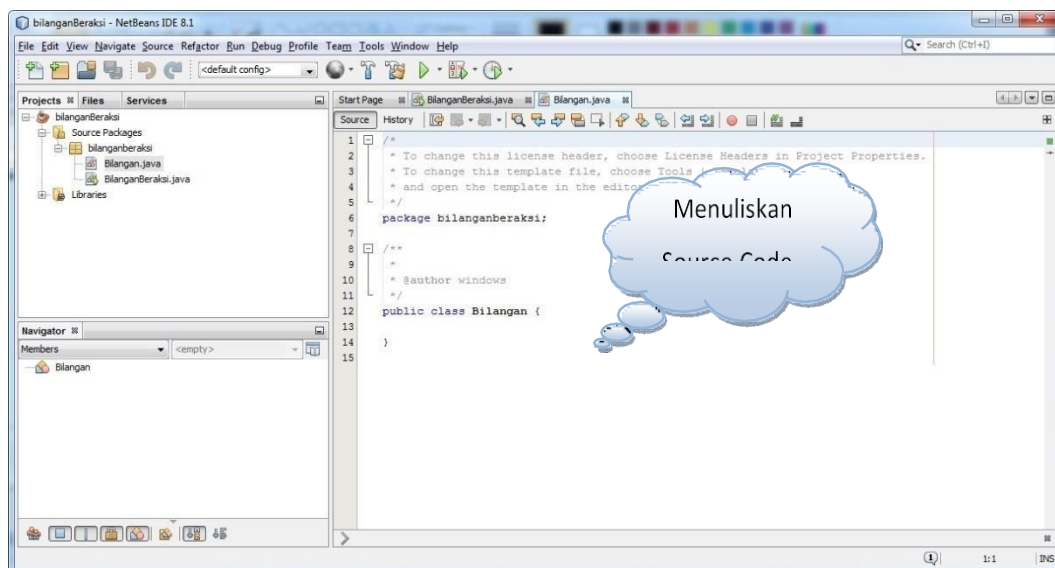 bilanganBeraksi - NetBeans IDE 8.1
File Edit View Navigate Source Refactor Run Debug Profile Team Tools Window Help
Search (Ctrl+I)
<default config>
Projects Files Services
Start Page BilanganBeraksi.java Bilangan.java
Source History
bilanganBeraksi
Source Packages
bilanganberaksi
Bilangan.java
BilanganBeraksi.java
Libraries
1 /*
2 * To change this license header, choose License Headers in Project Properties.
3 * To change this template file, choose Tools
4 * and open the template in the editor
5 */
6 package bilanganberaksi;
7
8 /**
9 *
10 * @author windows
11 */
12 public class Bilangan {
13
14 }
15
Menuliskan
Source Code
Navigator
Members <empty>
Bilangan
1 1:1 INS